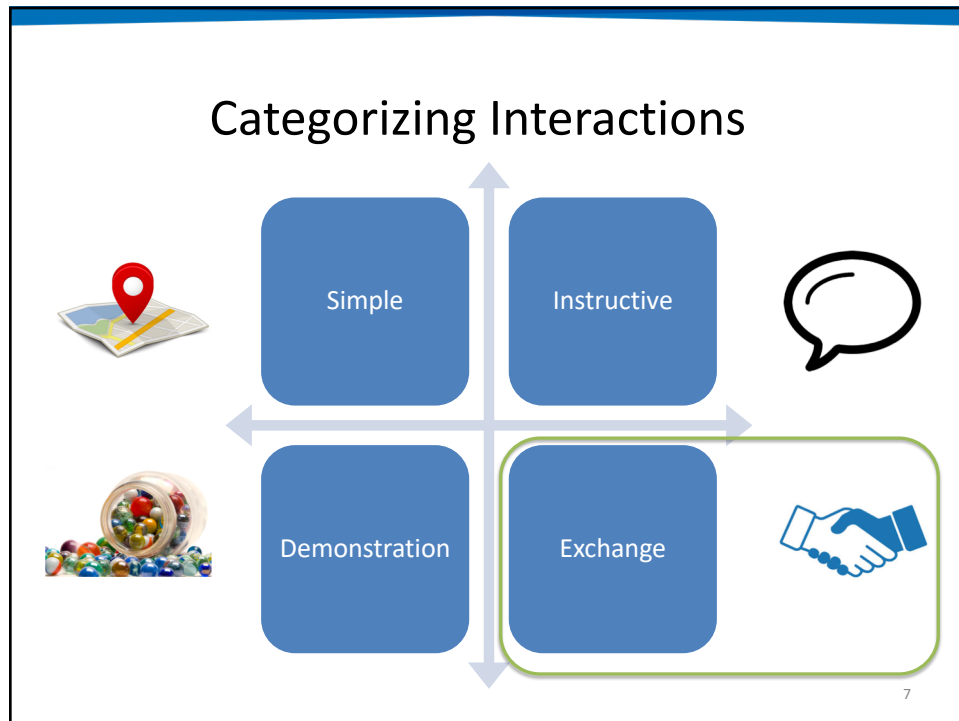 Categorizing Interactions
Simple
Instructive
Demonstration
Exchange
7